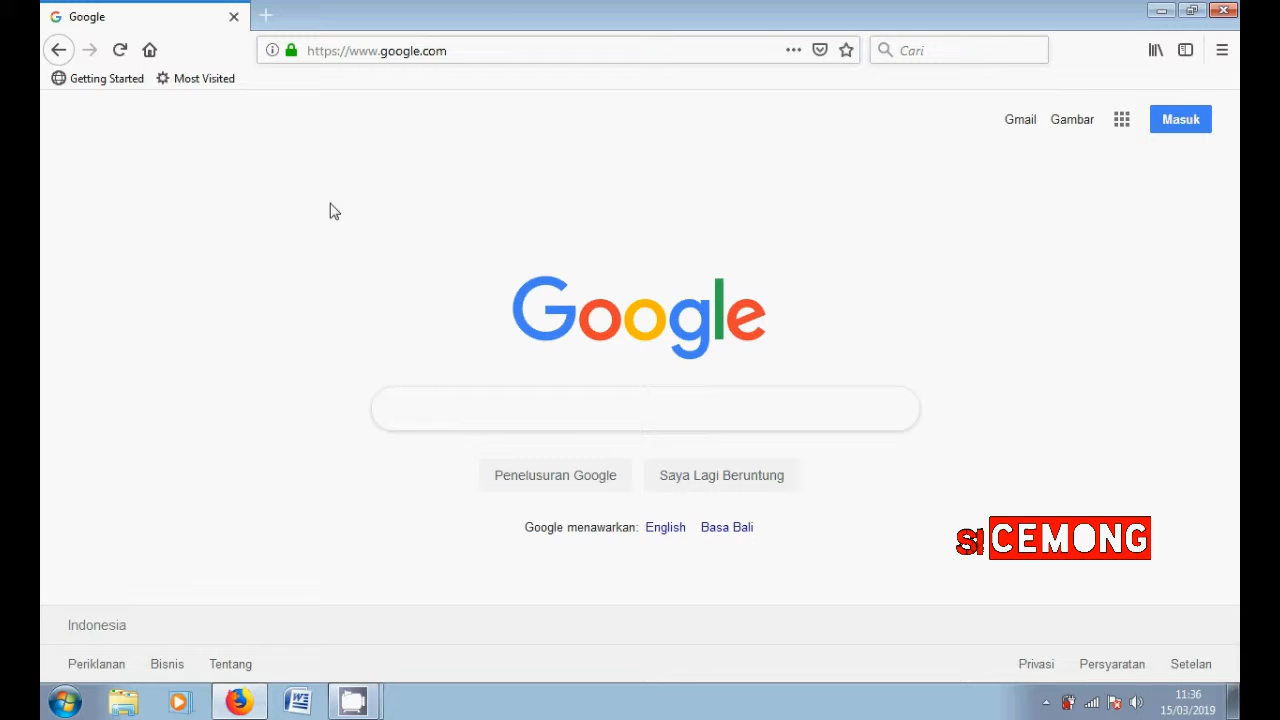 Google
https://www.google.com
Cari
Getting Started
Most Visited
Gmail
Gambar
Masuk
Google
Penelusuran Google
Saya Lagi Beruntung
Google menawarkan: English Basa Bali
SI CEMONG
Indonesia
Periklanan Bisnis Tentang
Privasi Persyaratan Setelan
11:36
15/03/2019